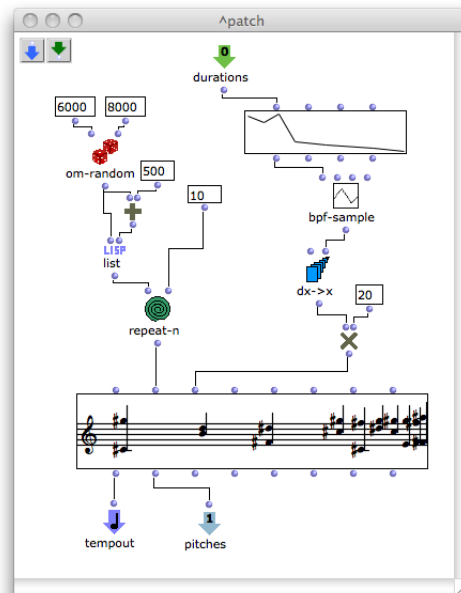 ^patch
0
durations
6000
8000
om-random
500
10
LISP
list
bpf-sample
dx->x
20
repeat-n
1
tempout
pitches